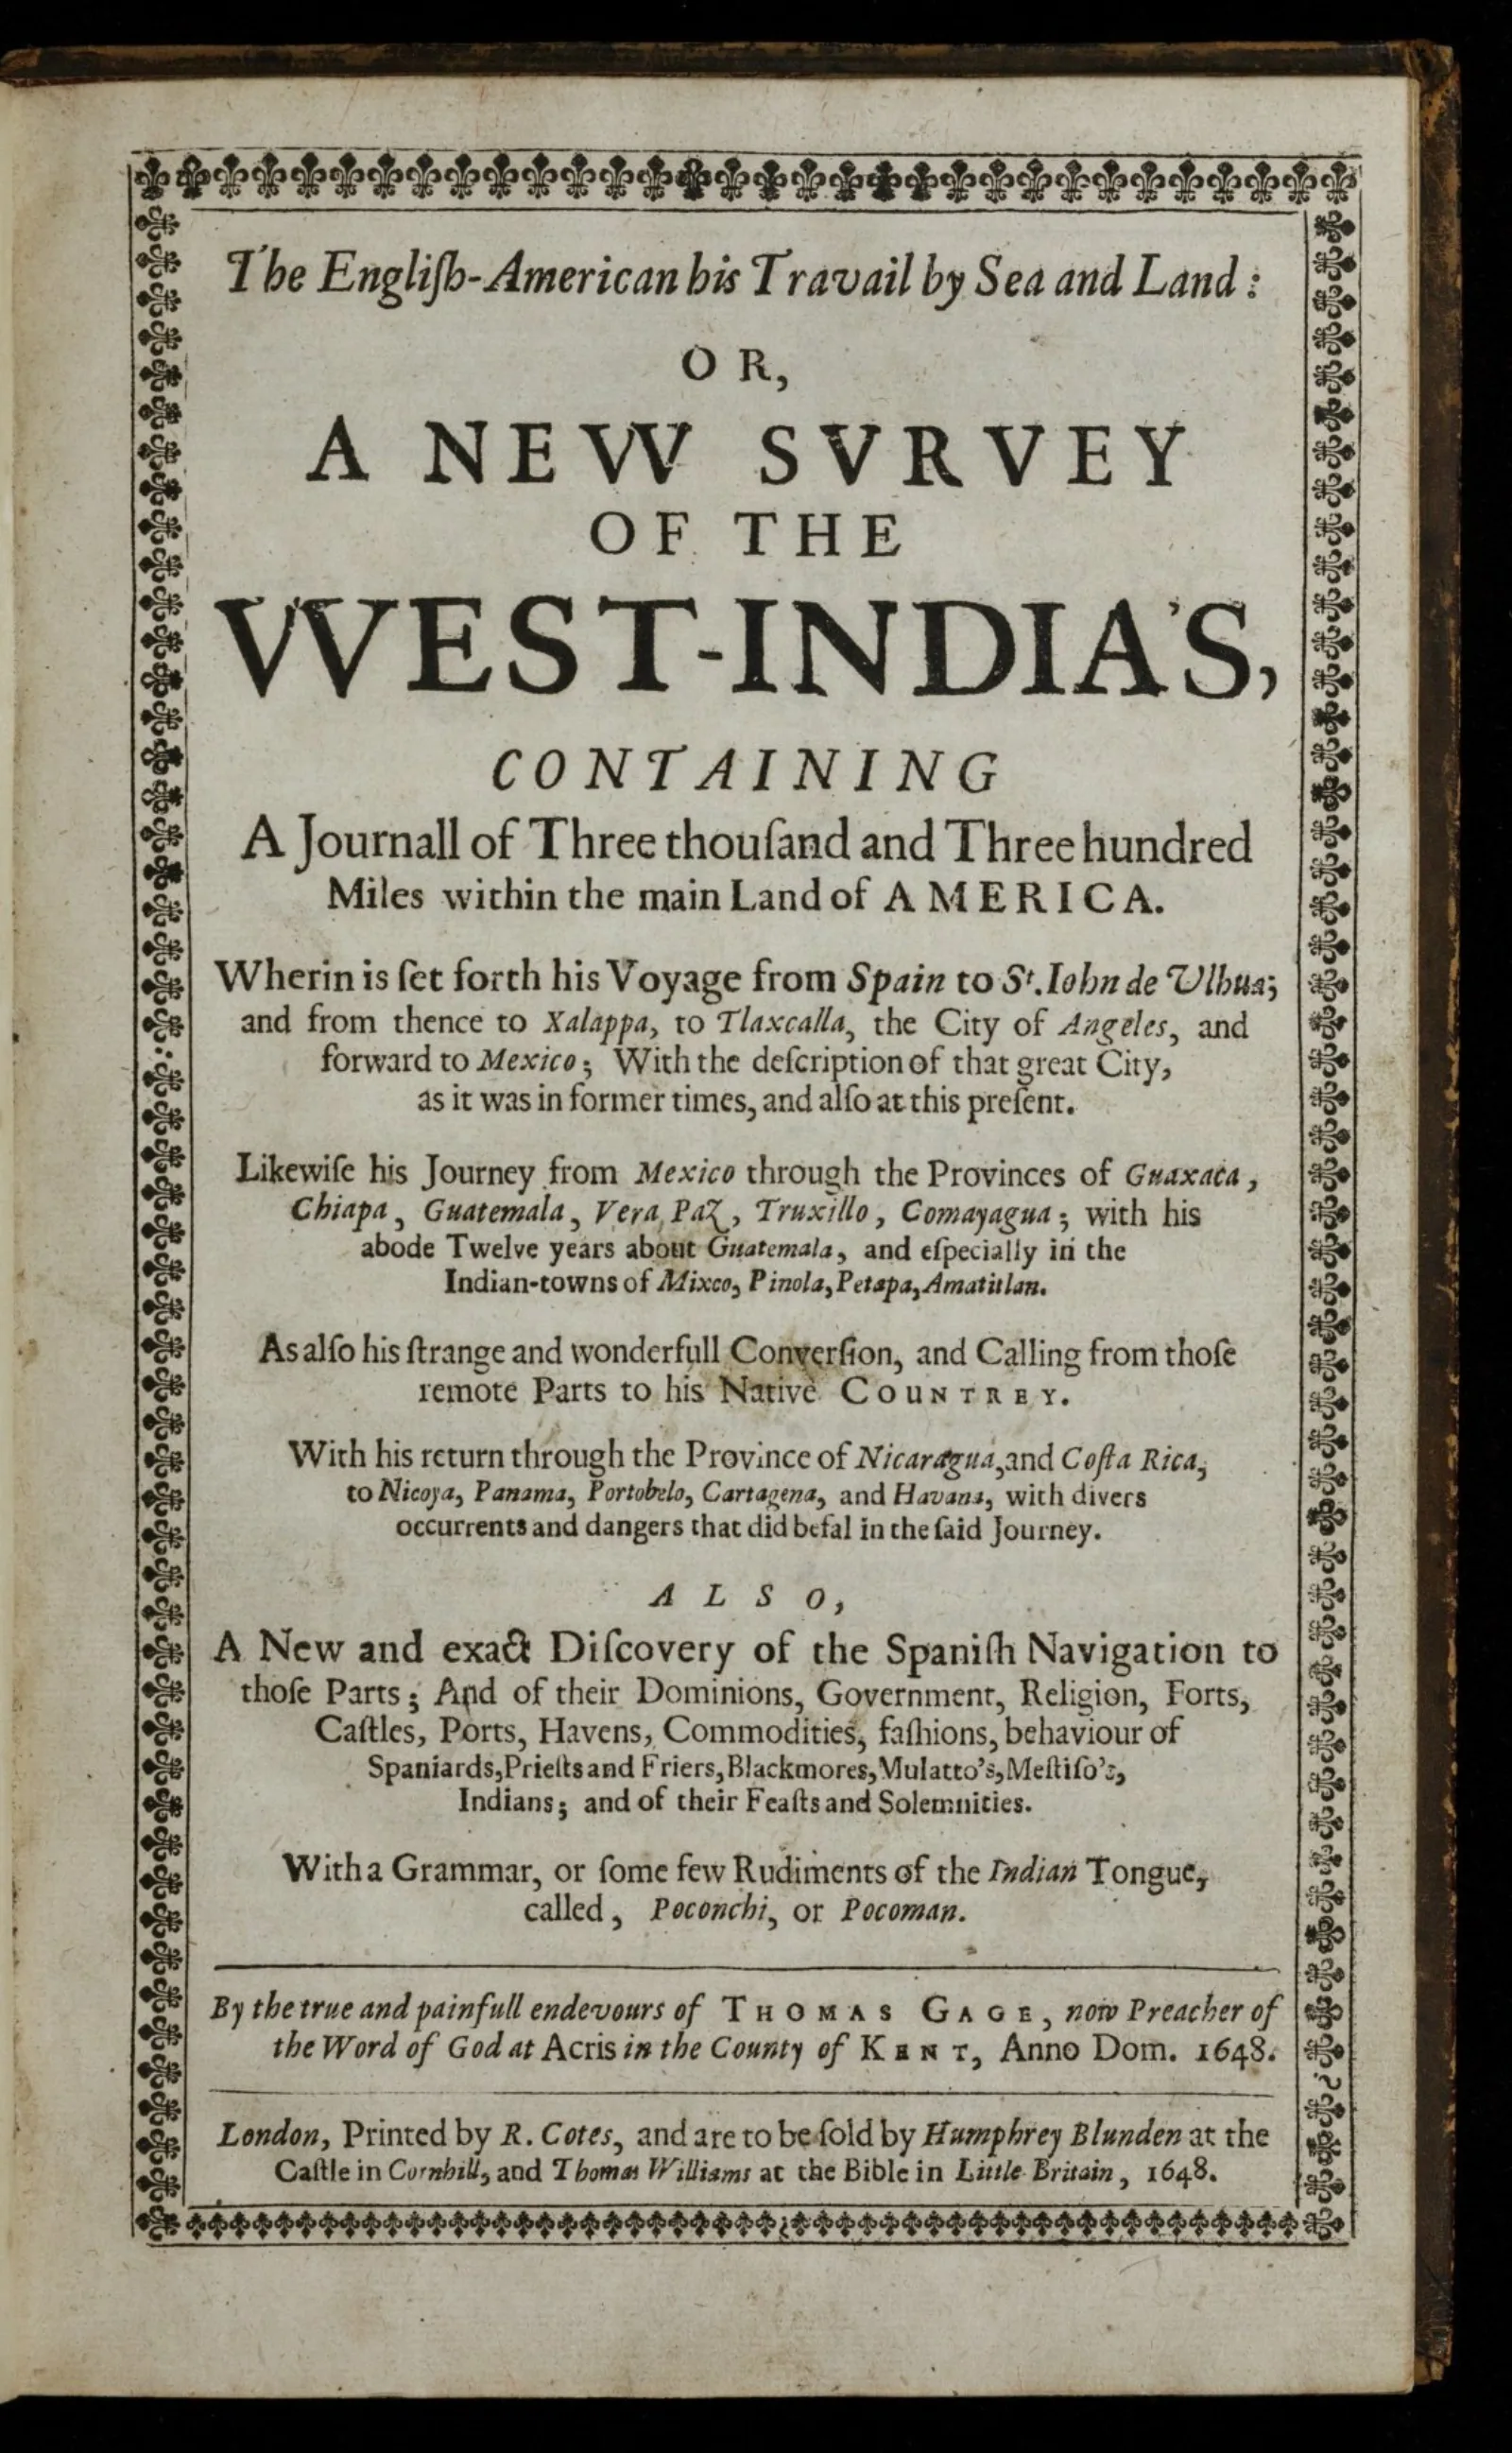 The Engliſh-American his Travail by Sea and Land:
OR,
A NEVV SVRVEY
OF THE
VVEST-INDIA'S,
CONTAINING
A Journall of Three thouſand and Three hundred
Miles within the main Land of AMERICA.
Wherin is ſet forth his Voyage from Spain to St. Iohn de Ulhua;
and from thence to Xalappa, to Tlaxcalla, the City of Angeles, and
forward to Mexico; With the deſcription of that great City,
as it was in former times, and alſo at this preſent.
Likewiſe his Journey from Mexico through the Provinces of Guaxaca,
Chiapa, Guatemala, Vera Paz, Truxillo, Comayagua; with his
abode Twelve years about Guatemala, and eſpecially in the
Indian-towns of Mixco, Pinola, Petapa, Amatitlan.
As alſo his ſtrange and wonderfull Converſion, and Calling from thoſe
remote Parts to his Native COUNTREY.
With his return through the Province of Nicaragua, and Coſta Rica,
to Nicoya, Panama, Portobelo, Cartagena, and Havana, with divers
occurrents and dangers that did befal in the ſaid Journey.
ALSO,
A New and exact Diſcovery of the Spaniſh Navigation to
thoſe Parts; And of their Dominions, Government, Religion, Forts,
Caſtles, Ports, Havens, Commodities, faſhions, behaviour of
Spaniards, Prieſts and Friers, Blackmores, Mulatto's, Meſtiſo's,
Indians; and of their Feaſts and Solemnities.
With a Grammar, or ſome few Rudiments of the Indian Tongue,
called, Poconchi, or Pocoman.
By the true and painfull endevours of THOMAS GAGE, now Preacher of
the Word of God at Acris in the County of KENT, Anno Dom. 1648.
London, Printed by R. Cotes, and are to be ſold by Humphrey Blunden at the
Caſtle in Cornhill, and Thomas Williams at the Bible in Little Britain, 1648.